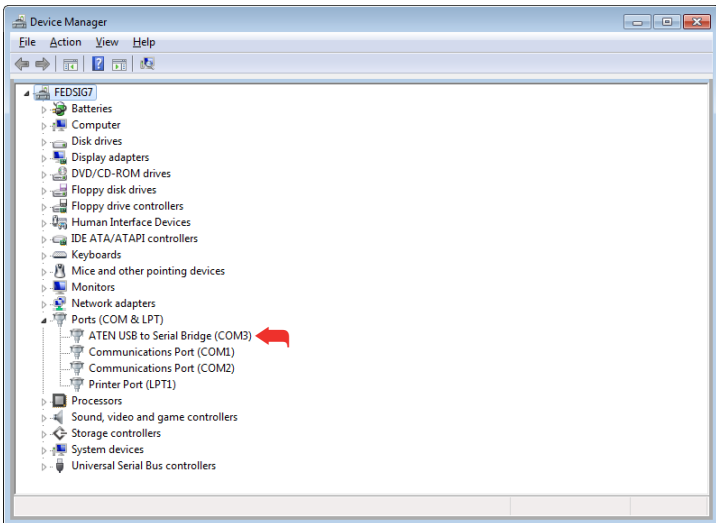 Device Manager
File Action View Help
FEDSIG7
Batteries
Computer
Disk drives
Display adapters
DVD/CD-ROM drives
Floppy disk drives
Floppy drive controllers
Human Interface Devices
IDE ATA/ATAPI controllers
Keyboards
Mice and other pointing devices
Monitors
Network adapters
Ports (COM & LPT)
ATEN USB to Serial Bridge (COM3)
Communications Port (COM1)
Communications Port (COM2)
Printer Port (LPT1)
Processors
Sound, video and game controllers
Storage controllers
System devices
Universal Serial Bus controllers